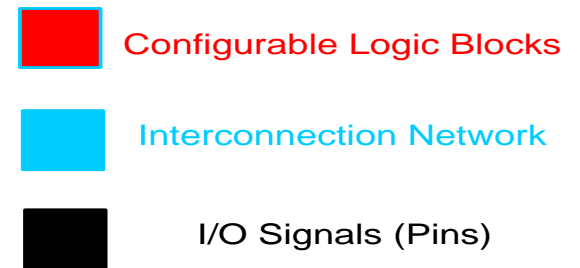 Configurable Logic Blocks
Interconnection Network
I/O Signals (Pins)